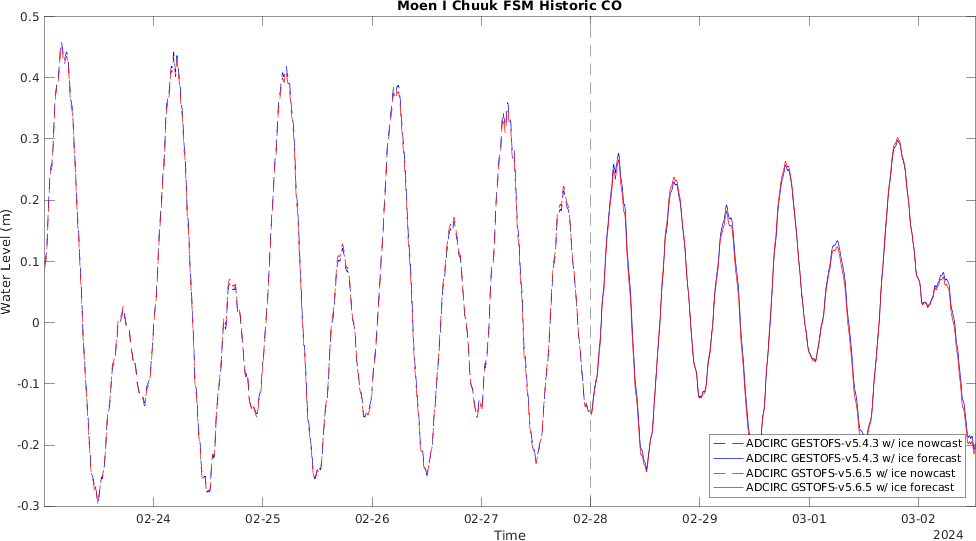 Moen I Chuuk FSM Historic CO
0.5
0.4
0.3
0.2
0.1
0
-0.1
-0.2
-0.3
Water Level (m)
02-24
02-25
02-26
02-27
02-28
02-29
03-01
03-02
Time
2024
ADCIRC GESTOFS-v5.4.3 w/ ice nowcast
ADCIRC GESTOFS-v5.4.3 w/ ice forecast
ADCIRC GSTOFS-v5.6.5 w/ ice nowcast
ADCIRC GSTOFS-v5.6.5 w/ ice forecast